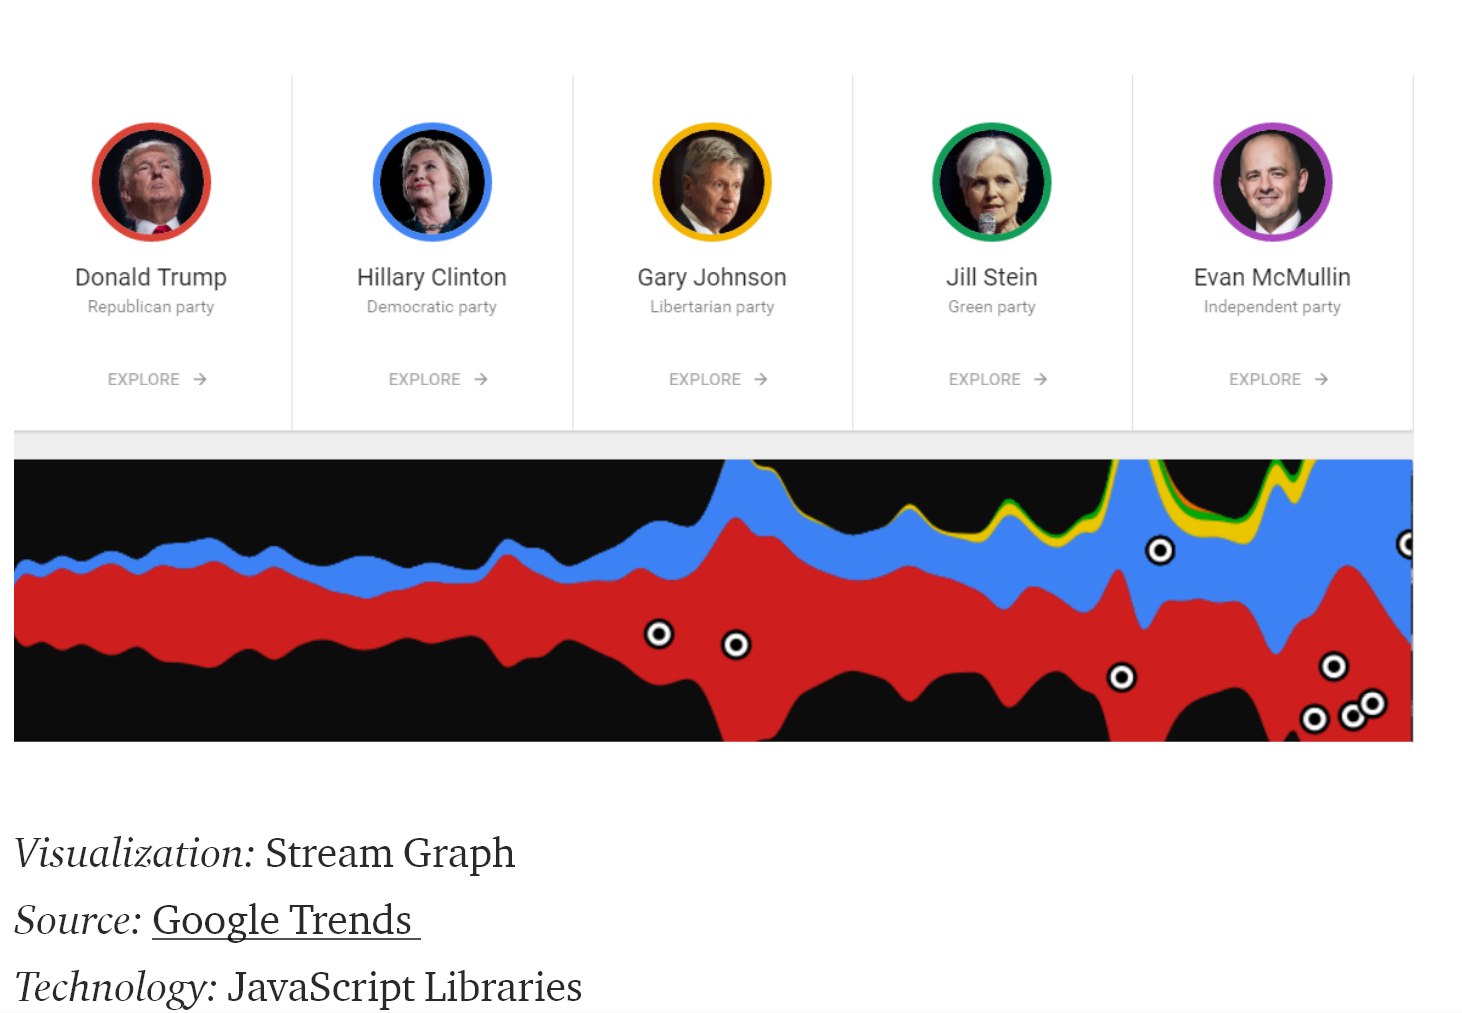 Donald Trump
Republican party
EXPLORE →
Hillary Clinton
Democratic party
EXPLORE →
Gary Johnson
Libertarian party
EXPLORE →
Jill Stein
Green party
EXPLORE →
Evan McMullin
Independent party
EXPLORE →
Visualization: Stream Graph
Source: Google Trends
Technology: JavaScript Libraries